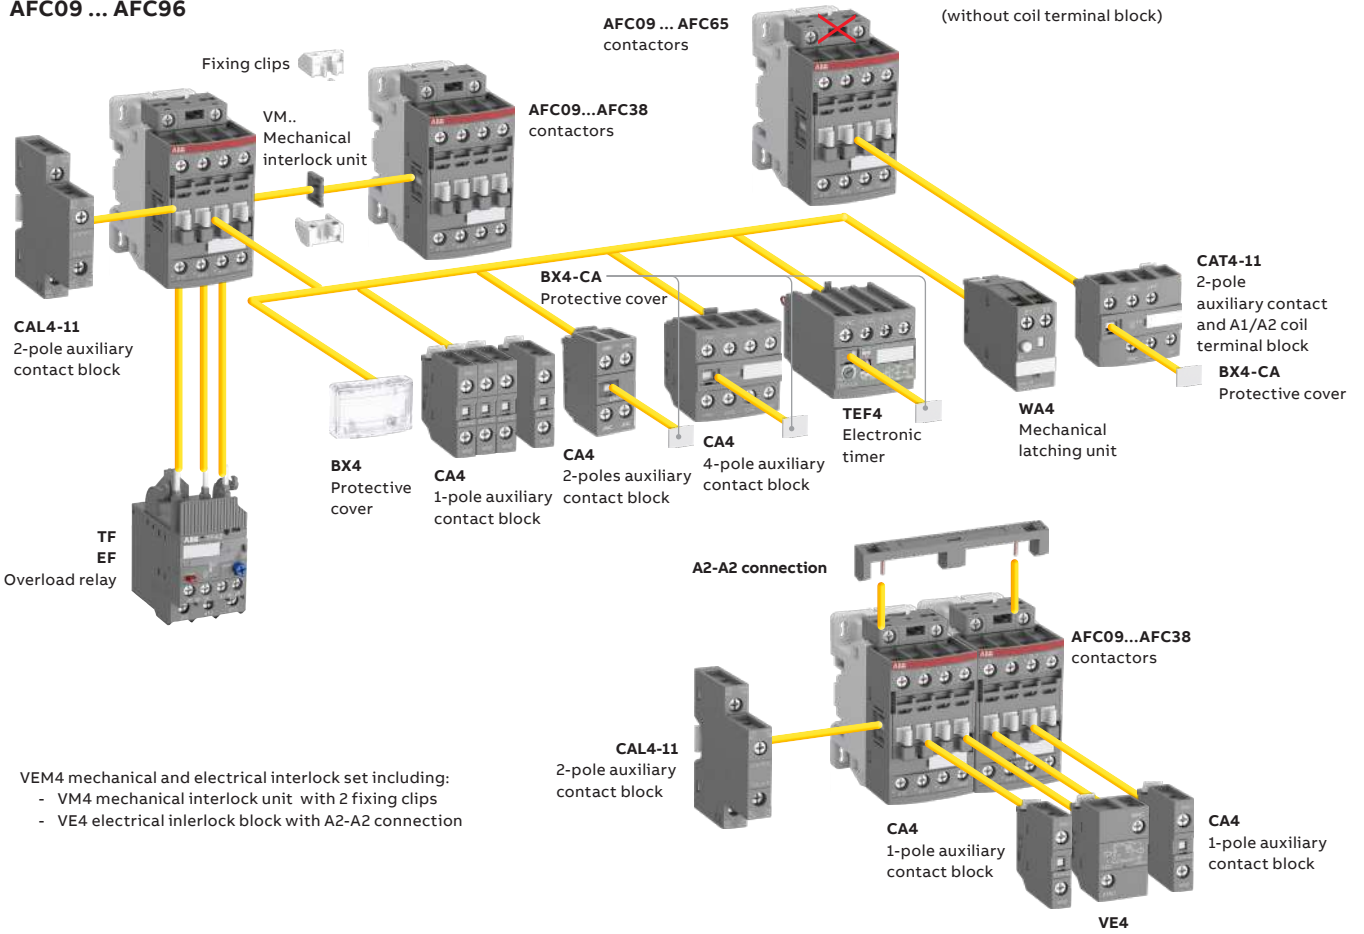 AFC09 ... AFC96
AFC09 ... AFC65
contactors
(without coil terminal block)
Fixing clips
VM..
Mechanical
interlock unit
AFC09...AFC38
contactors
CAL4-11
2-pole auxiliary
contact block
BX4-CA
Protective cover
CAT4-11
2-pole
auxiliary contact
and A1/A2 coil
terminal block
BX4-CA
Protective cover
BX4
Protective
cover
CA4
1-pole auxiliary
contact block
CA4
2-poles auxiliary
contact block
CA4
4-pole auxiliary
contact block
TEF4
Electronic
timer
WA4
Mechanical
latching unit
TF
EF
Overload relay
A2-A2 connection
AFC09...AFC38
contactors
CAL4-11
2-pole auxiliary
contact block
VEM4 mechanical and electrical interlock set including:
- VM4 mechanical interlock unit with 2 fixing clips
- VE4 electrical inlerlock block with A2-A2 connection
CA4
1-pole auxiliary
contact block
VE4
CA4
1-pole auxiliary
contact block
ABB
ABB
ABB
ABB
ABB
ABB